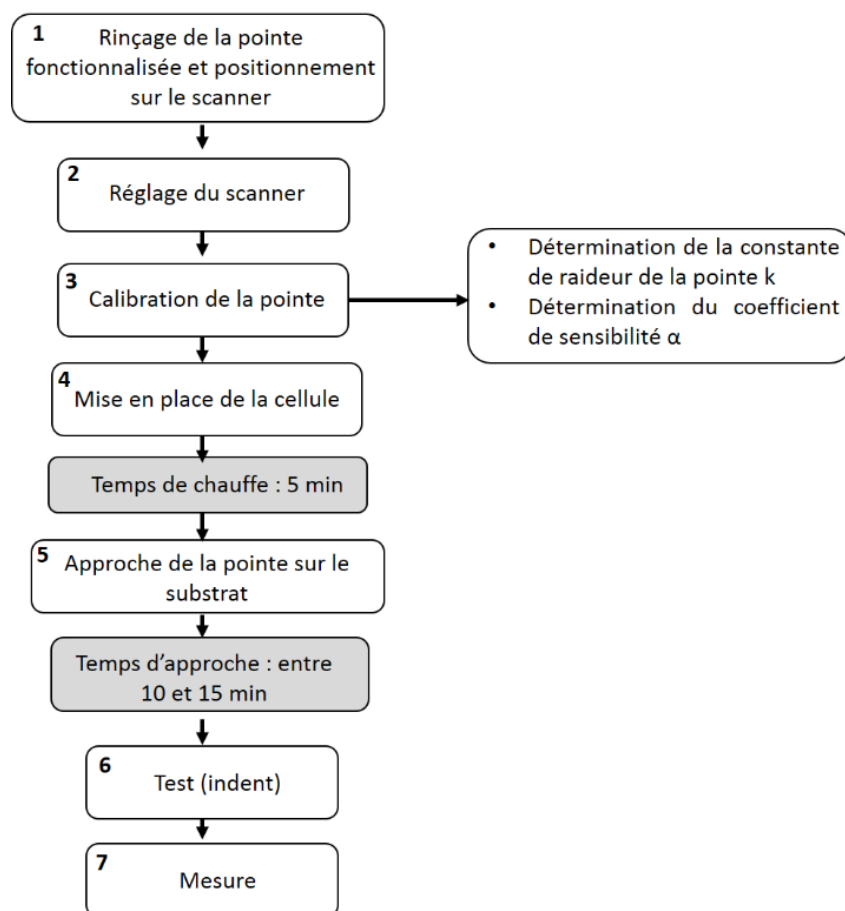 1
Rinçage de la pointe
fonctionnalisée et positionnement
sur le scanner
2
Réglage du scanner
3
Calibration de la pointe
• Détermination de la constante
de raideur de la pointe k
• Détermination du coefficient
de sensibilité α
4
Mise en place de la cellule
Temps de chauffe : 5 min
5
Approche de la pointe sur le
substrat
Temps d’approche : entre
10 et 15 min
6
Test (indent)
7
Mesure